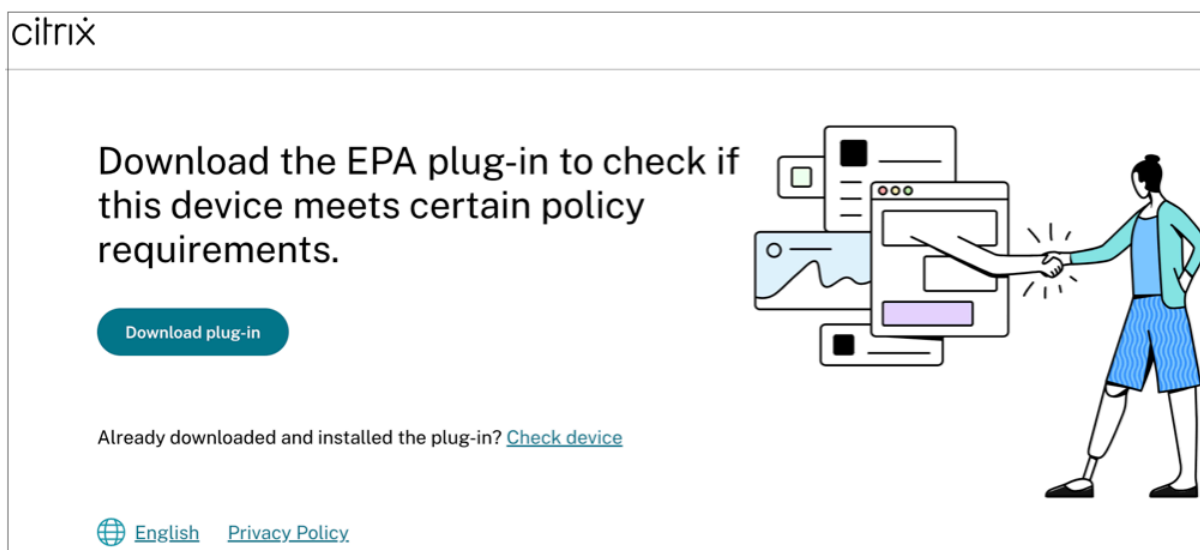 citrix
Download the EPA plug-in to check if
this device meets certain policy
requirements.
Download plug-in
Already downloaded and installed the plug-in? Check device
English Privacy Policy